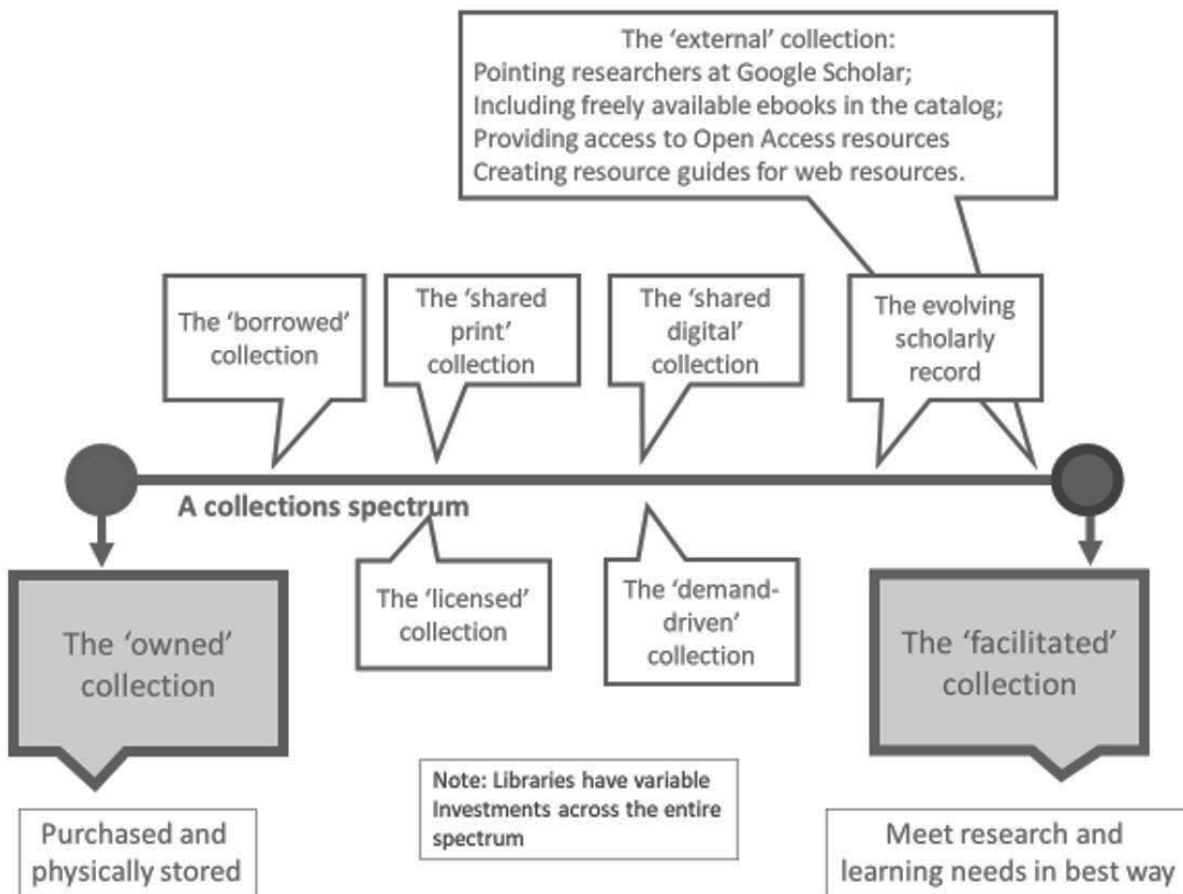 The ‘external’ collection:
Pointing researchers at Google Scholar;
Including freely available ebooks in the catalog;
Providing access to Open Access resources
Creating resource guides for web resources.
The ‘borrowed’
collection
The ‘shared
print’
collection
The ‘shared
digital’
collection
The evolving
scholarly
record
A collections spectrum
The ‘licensed’
collection
The ‘demand-
driven’
collection
The ‘owned’
collection
The ‘facilitated’
collection
Note: Libraries have variable
Investments across the entire
spectrum
Purchased and
physically stored
Meet research and
learning needs in best way